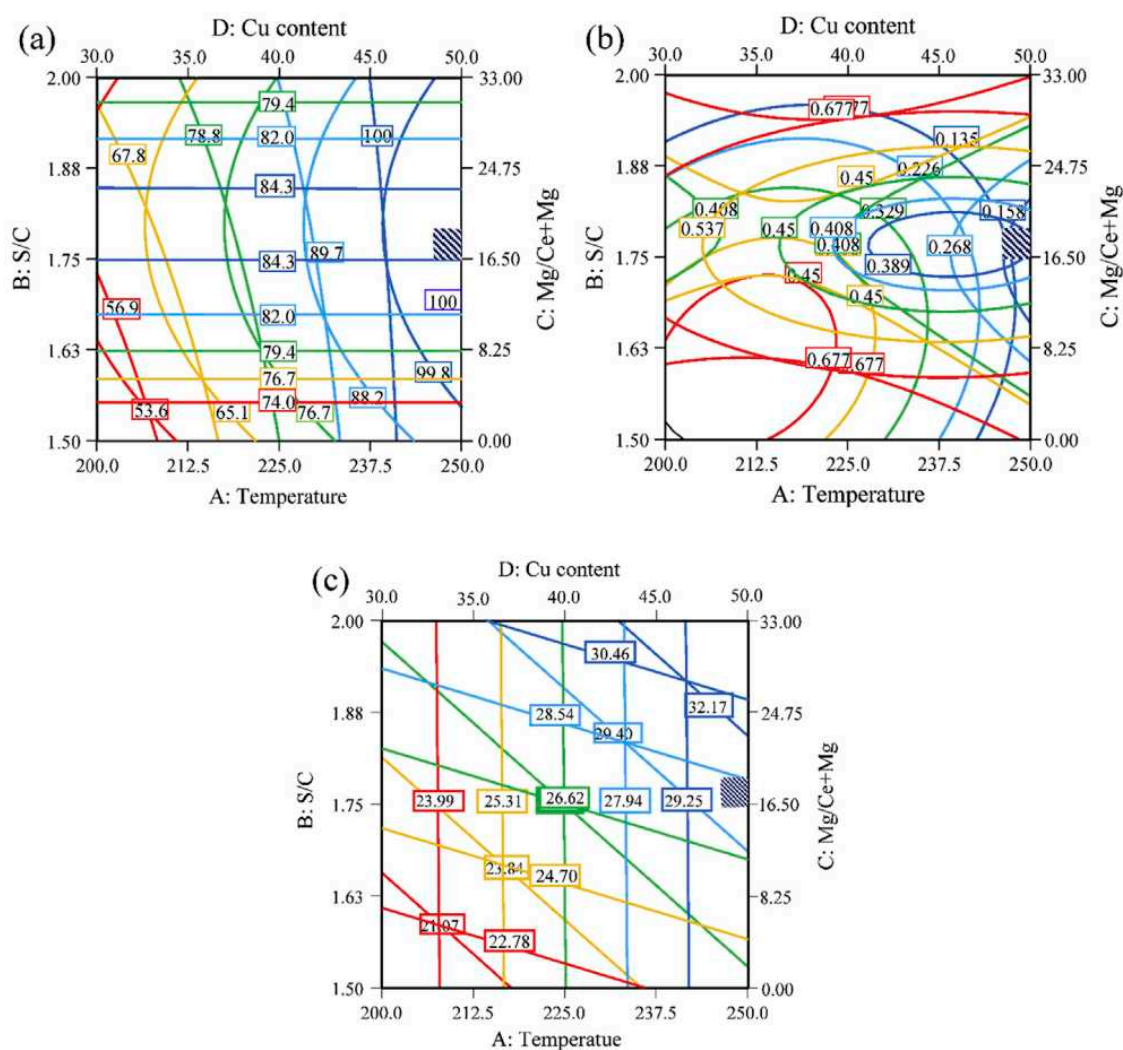 (a)
D: Cu content
30.0 35.0 40.0 45.0 50.0
2.00 33.00
79.4
78.8 82.0 100
67.8
1.88 24.75
84.3
89.7
B: S/C
1.75 84.3 16.50
C: Mg/Ce+Mg
100
56.9
82.0
1.63 79.4 8.25
99.8
76.7
74.0 88.2
53.6 65.1 76.7
1.50 0.00
200.0 212.5 225.0 237.5 250.0
A: Temperature
(b)
D: Cu content
30.0 35.0 40.0 45.0 50.0
2.00 33.00
0.677
0.135
1.88 0.226 24.75
0.45
0.408 0.329 0.158
0.537 0.45 0.408
0.408 0.268
B: S/C
1.75 16.50
C: Mg/Ce+Mg
0.389
0.45
0.45
1.63 8.25
0.677 0.677
1.50 0.00
200.0 212.5 225.0 237.5 250.0
A: Temperature
(c)
D: Cu content
30.0 35.0 40.0 45.0 50.0
2.00 33.00
30.46
1.88 28.54 32.17 24.75
29.40
B: S/C
1.75 23.99 25.31 26.62 27.94 29.25 16.50
C: Mg/Ce+Mg
23.84 24.70
1.63 8.25
21.07 22.78
1.50 0.00
200.0 212.5 225.0 237.5 250.0
A: Temperatue